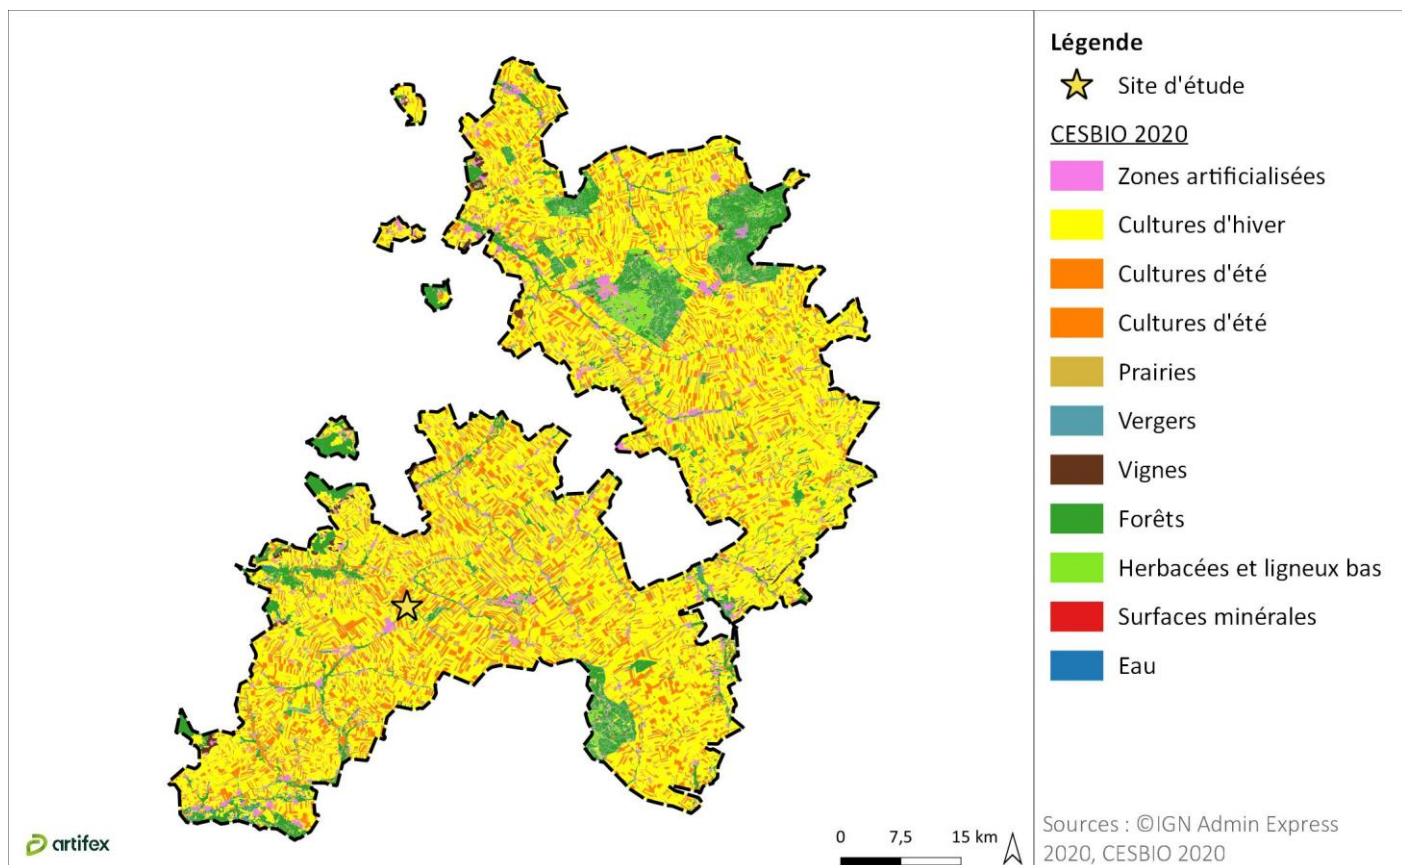 Légende
Site d'étude
CESBIO 2020
Zones artificialisées
Cultures d'hiver
Cultures d'été
Cultures d'été
Prairies
Vergers
Vignes
Forêts
Herbacées et ligneux bas
Surfaces minérales
Eau
Sources : ©IGN Admin Express
2020, CESBIO 2020
0 7,5 15 km
artifex